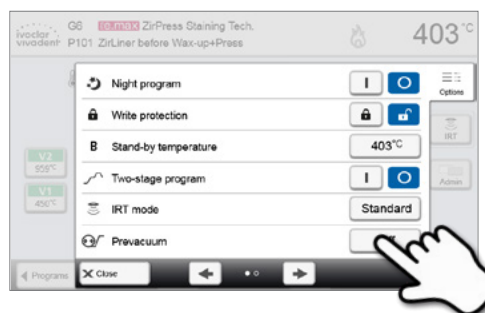 ivoclar vivadent
G6 IPS e.max ZirPress Staining Tech.
P101 ZirLiner before Wax-up+Press
403°C
Night program I O
Options
Write protection
IRT
B Stand-by temperature 403°C
V2
959°C
Two-stage program I O
Admin
V1
450°C
IRT mode Standard
Prevacuum
Programs
X Close